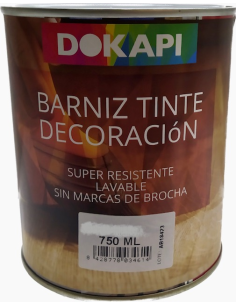 DOKAPI
BARNIZ TINTE
DECORACIóN
SUPER RESISTENTE
LAVABLE
SIN MARCAS DE BROCHA
750 ML